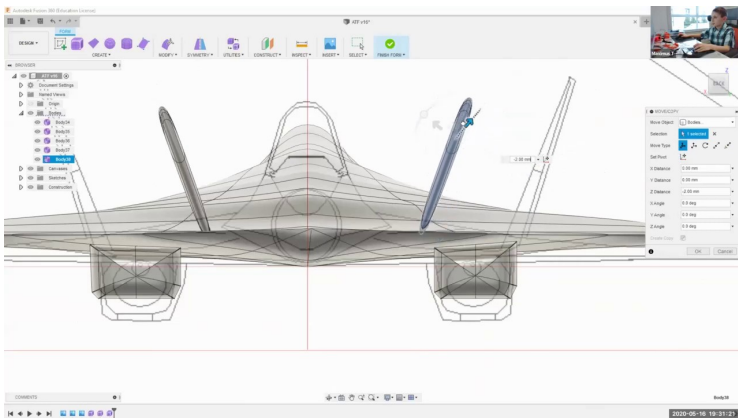 Autodesk Fusion 360 (Education License)
ATF v16*
FORM
DESIGN
CREATE
MODIFY
SYMMETRY
UTILITIES
CONSTRUCT
INSPECT
INSERT
SELECT
FINISH FORM
BROWSER
Document Settings
Named Views
Origin
Bodies
Body34
Body35
Body36
Body37
Body38
Canvases
Sketches
Construction
-2.00 mm
BACK
Z
MOVE/COPY
Move Object Bodies
Selection 1 selected
Move Type
Set Pivot
X Distance 0.00 mm
Y Distance 0.00 mm
Z Distance -2.00 mm
X Angle 0.0 deg
Y Angle 0.0 deg
Z Angle 0.0 deg
Create Copy
OK Cancel
COMMENTS
Body38
2020-05-16 19:31:21